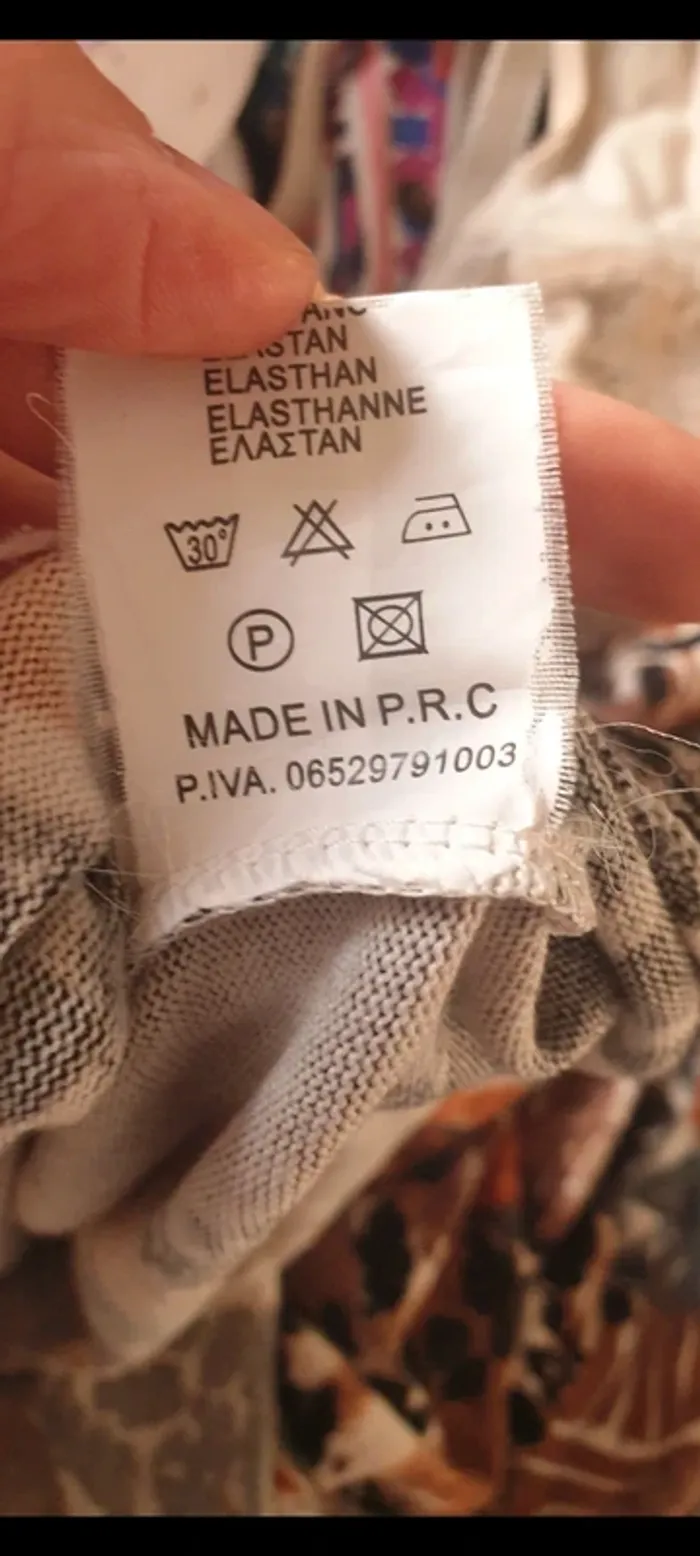 ELASTAN
ELASTHAN
ELASTHANNE
ΕΛΑΣΤΑΝ
30°
P
MADE IN P.R.C
P.IVA. 06529791003